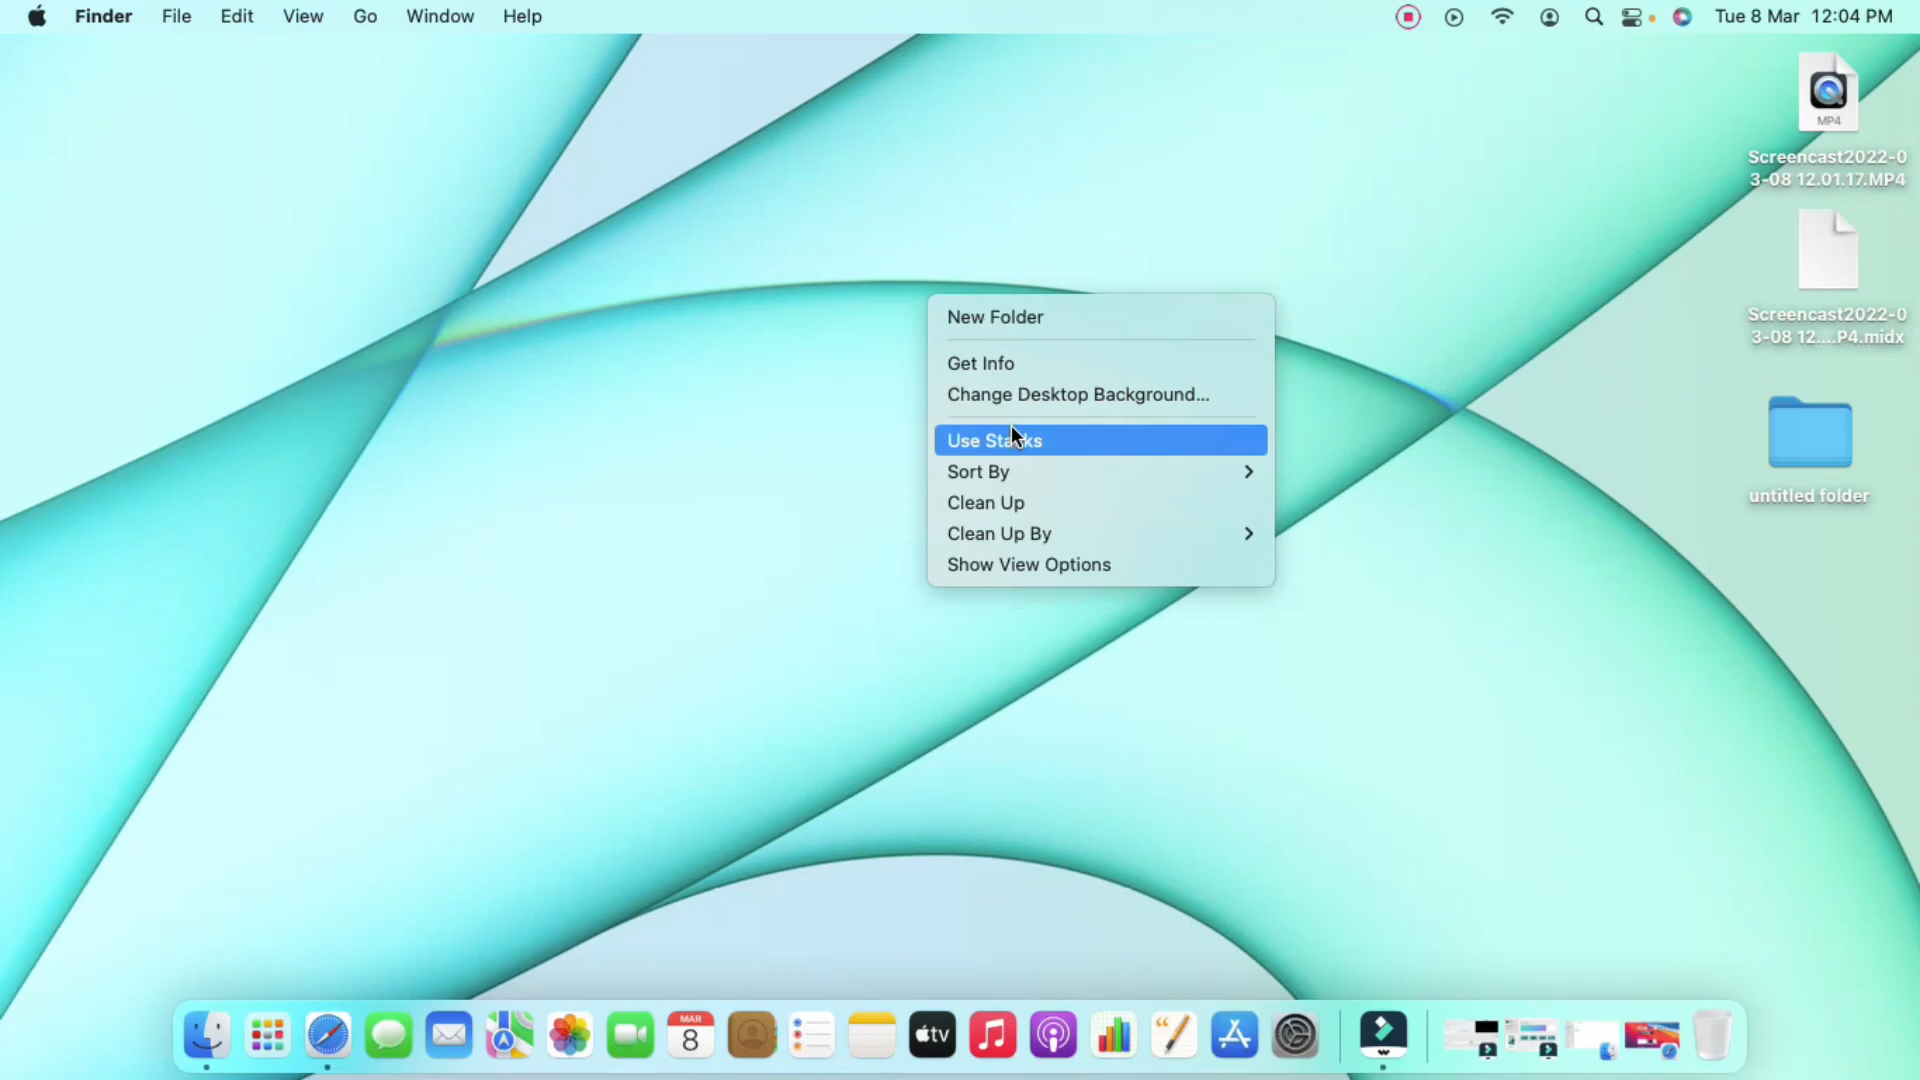 Finder File Edit View Go Window Help Tue 8 Mar 12:04 PM
MP4
Screencast2022-0
3-08 12.01.17.MP4
Screencast2022-0
3-08 12....P4.midx
untitled folder
New Folder
Get Info
Change Desktop Background...
Use Stacks
Sort By
Clean Up
Clean Up By
Show View Options
MAR
8
tv